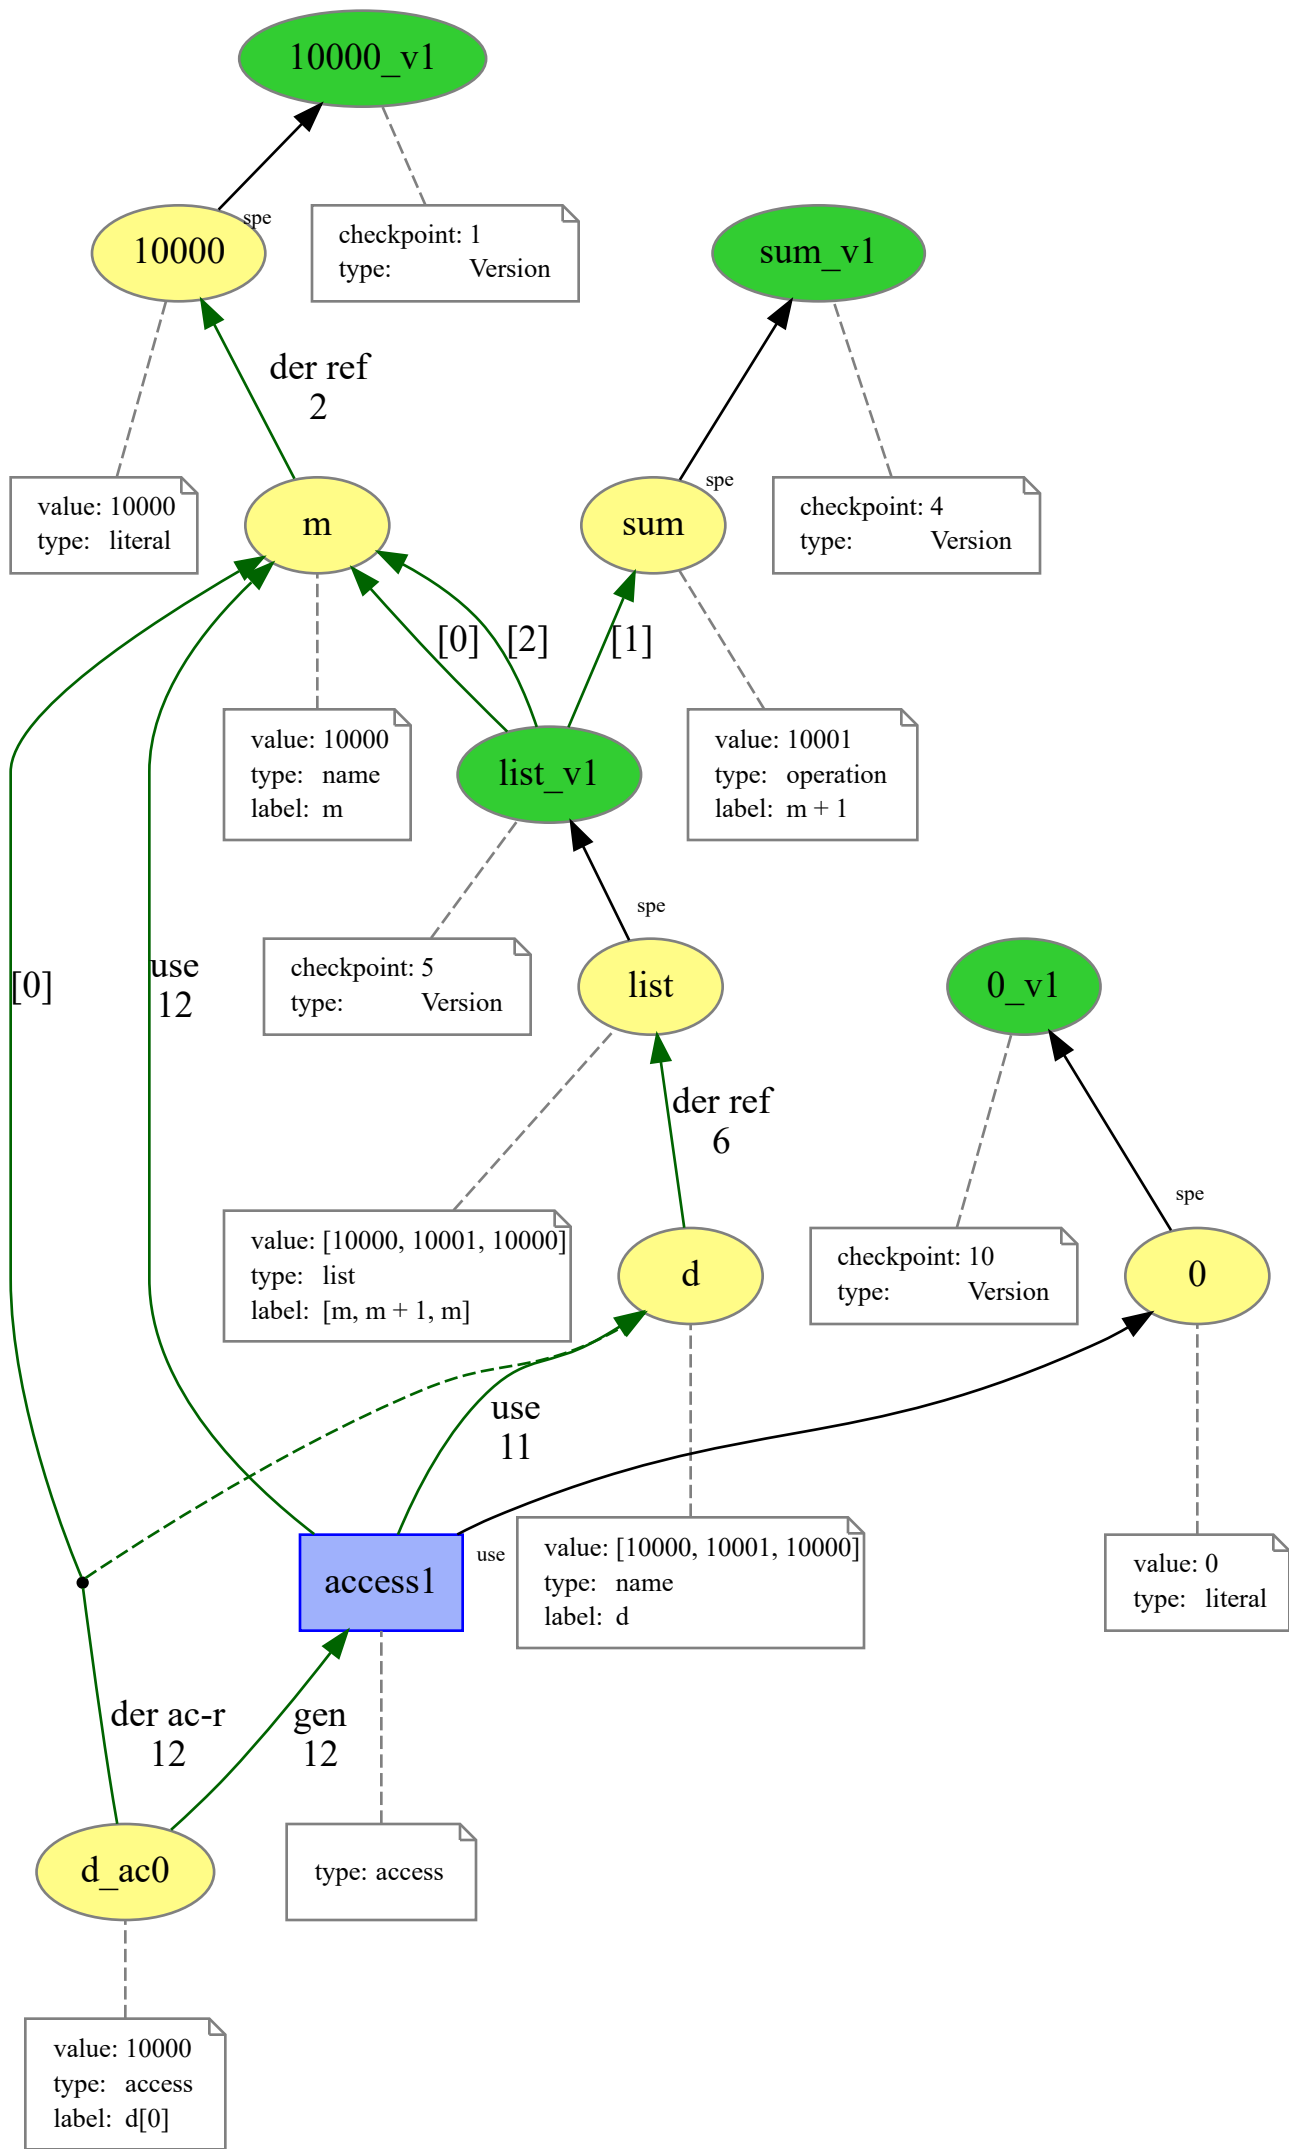 10000_v1
spe
10000
checkpoint: 1
type: Version
sum_v1
der ref
2
value: 10000
type: literal
m
sum
spe
checkpoint: 4
type: Version
[0]
[2]
[1]
value: 10000
type: name
label: m
list_v1
value: 10001
type: operation
label: m + 1
spe
[0]
use
12
checkpoint: 5
type: Version
list
0_v1
der ref
6
spe
value: [10000, 10001, 10000]
type: list
label: [m, m + 1, m]
d
checkpoint: 10
type: Version
0
use
11
access1
use
value: [10000, 10001, 10000]
type: name
label: d
value: 0
type: literal
der ac-r
12
gen
12
d_ac0
type: access
value: 10000
type: access
label: d[0]